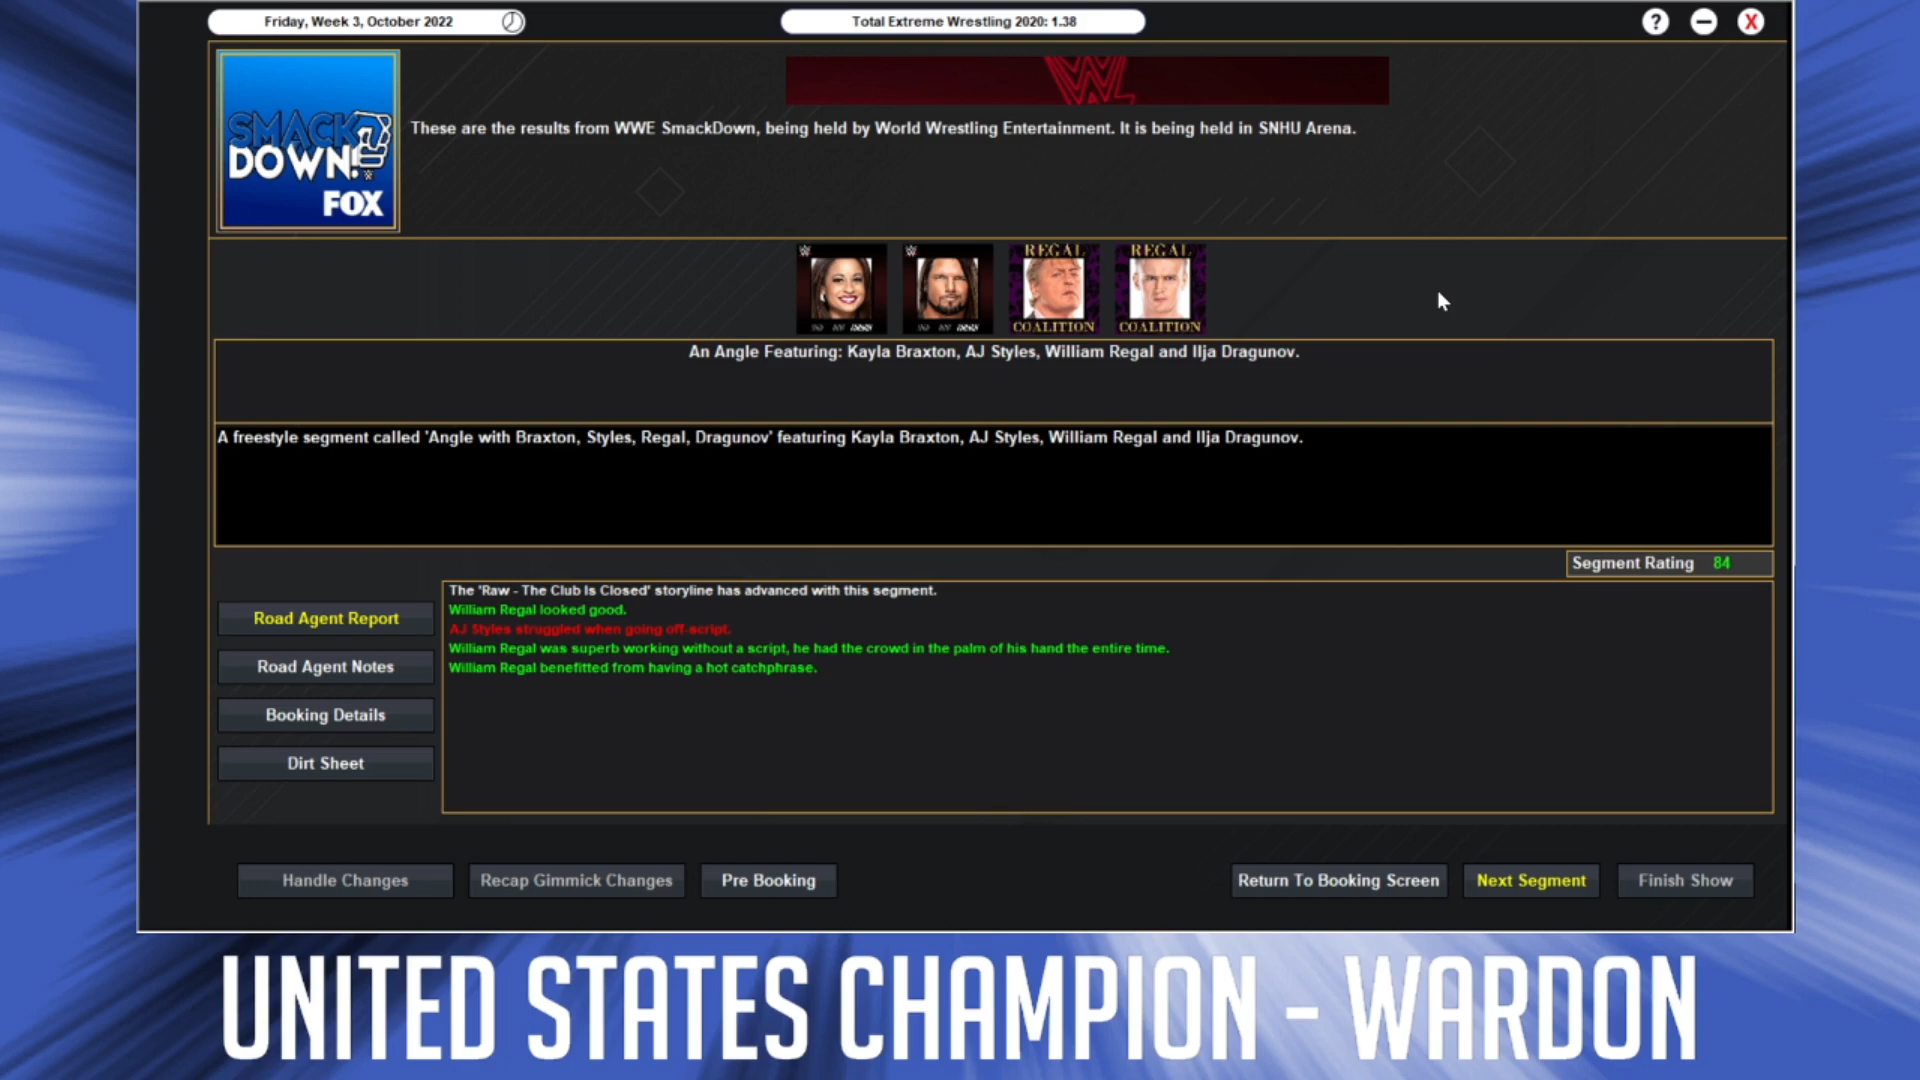 Friday, Week 3, October 2022
Total Extreme Wrestling 2020: 1.38
?
X
SMACK
DOWN!
FOX
These are the results from WWE SmackDown, being held by World Wrestling Entertainment. It is being held in SNHU Arena.
REGAL
COALITION
REGAL
COALITION
An Angle Featuring: Kayla Braxton, AJ Styles, William Regal and Ilja Dragunov.
A freestyle segment called 'Angle with Braxton, Styles, Regal, Dragunov' featuring Kayla Braxton, AJ Styles, William Regal and Ilja Dragunov.
Segment Rating 84
Road Agent Report
Road Agent Notes
Booking Details
Dirt Sheet
The 'Raw - The Club Is Closed' storyline has advanced with this segment.
William Regal looked good.
AJ Styles struggled when going off-script.
William Regal was superb working without a script, he had the crowd in the palm of his hand the entire time.
William Regal benefitted from having a hot catchphrase.
Handle Changes
Recap Gimmick Changes
Pre Booking
Return To Booking Screen
Next Segment
Finish Show
UNITED STATES CHAMPION - WARDON